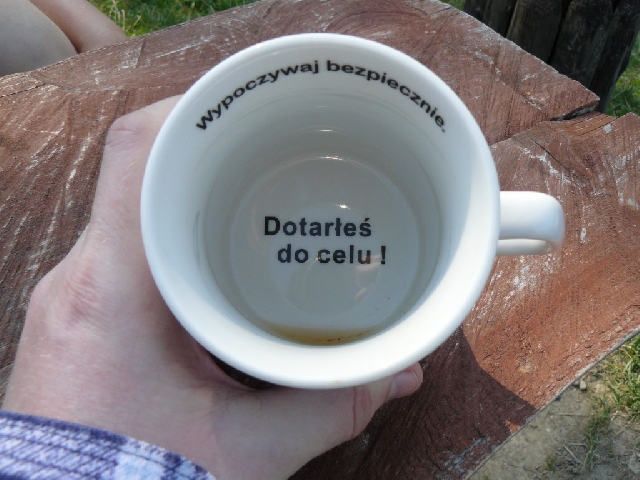 Wypoczywaj bezpiecznie.
Dotarłeś
do celu !